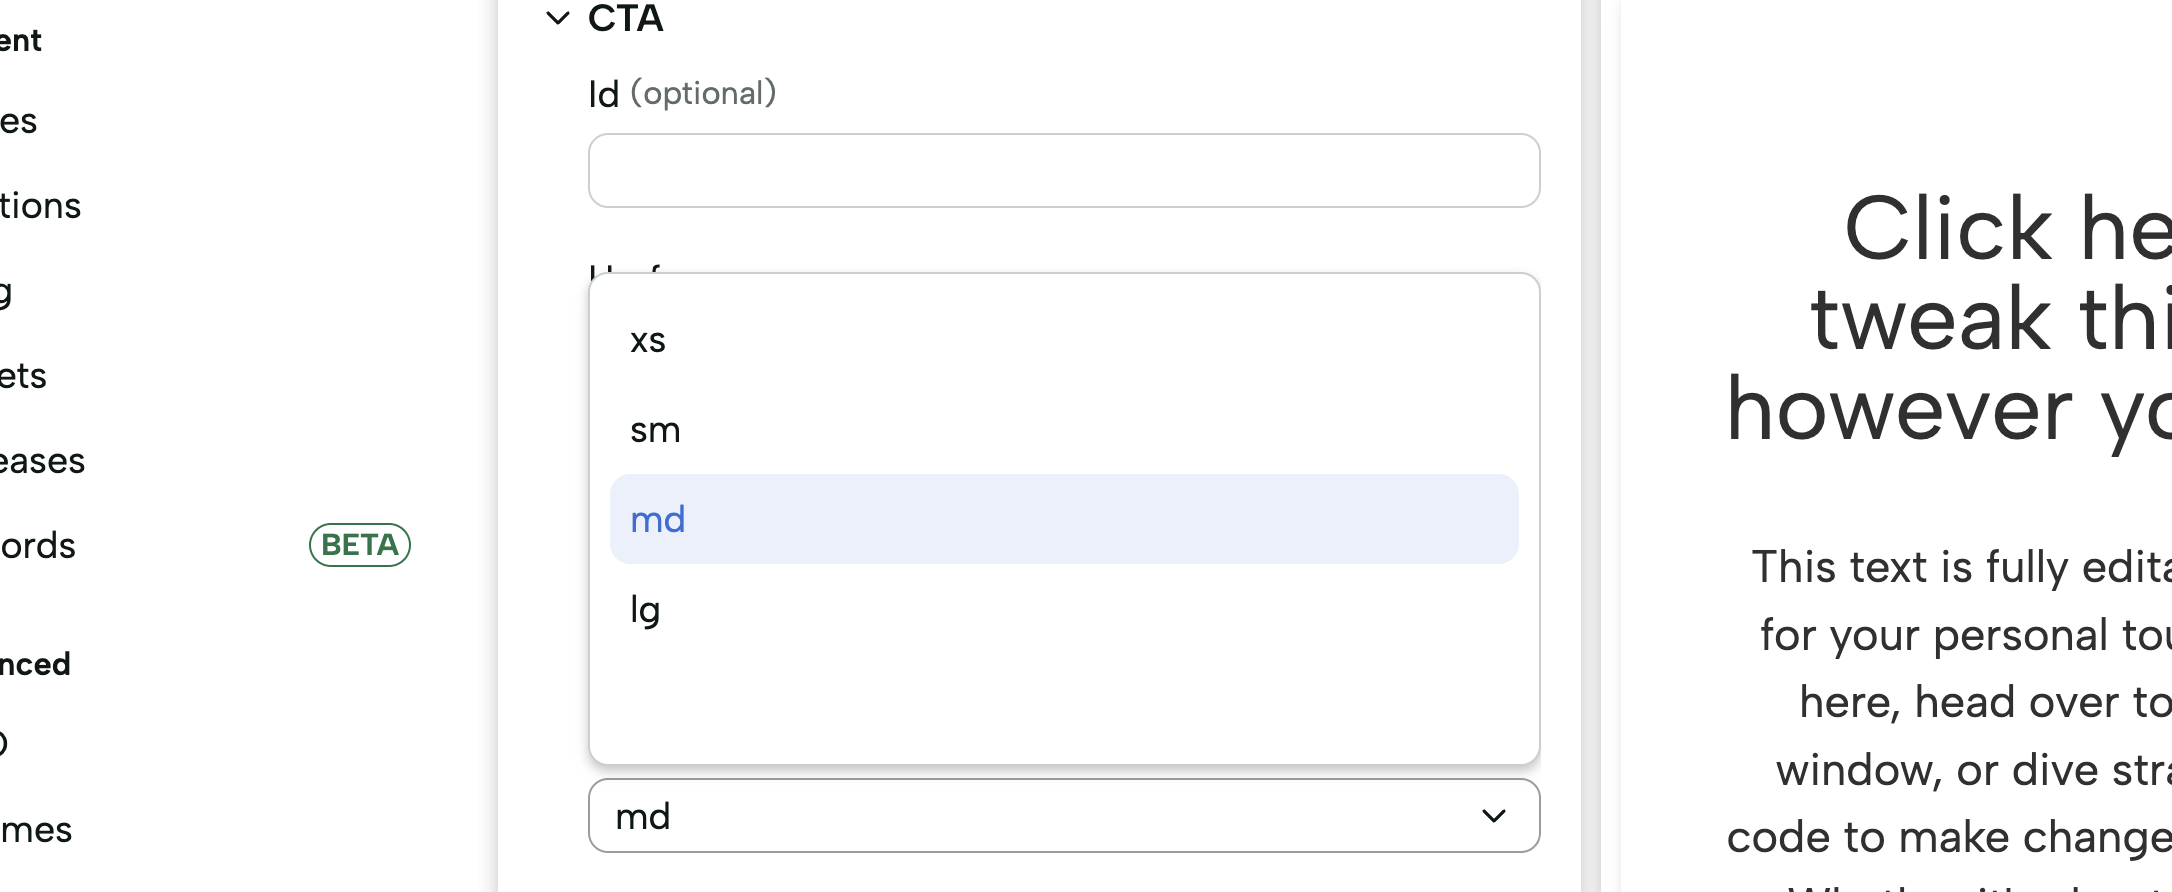 ent
es
tions
g
ets
eases
ords
BETA
nced
mes
CTA
Id (optional)
xs
sm
md
lg
md
Click he
tweak thi
however yo
This text is fully edita
for your personal tou
here, head over to
window, or dive stra
code to make change